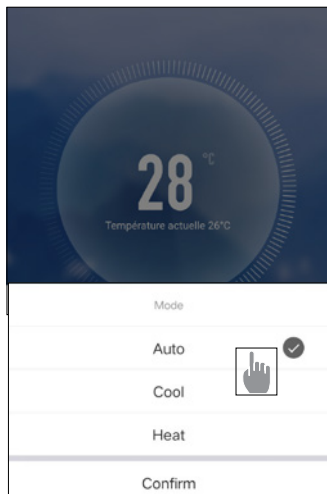 28 °C
Température actuelle 26°C
Mode
Auto
Cool
Heat
Confirm